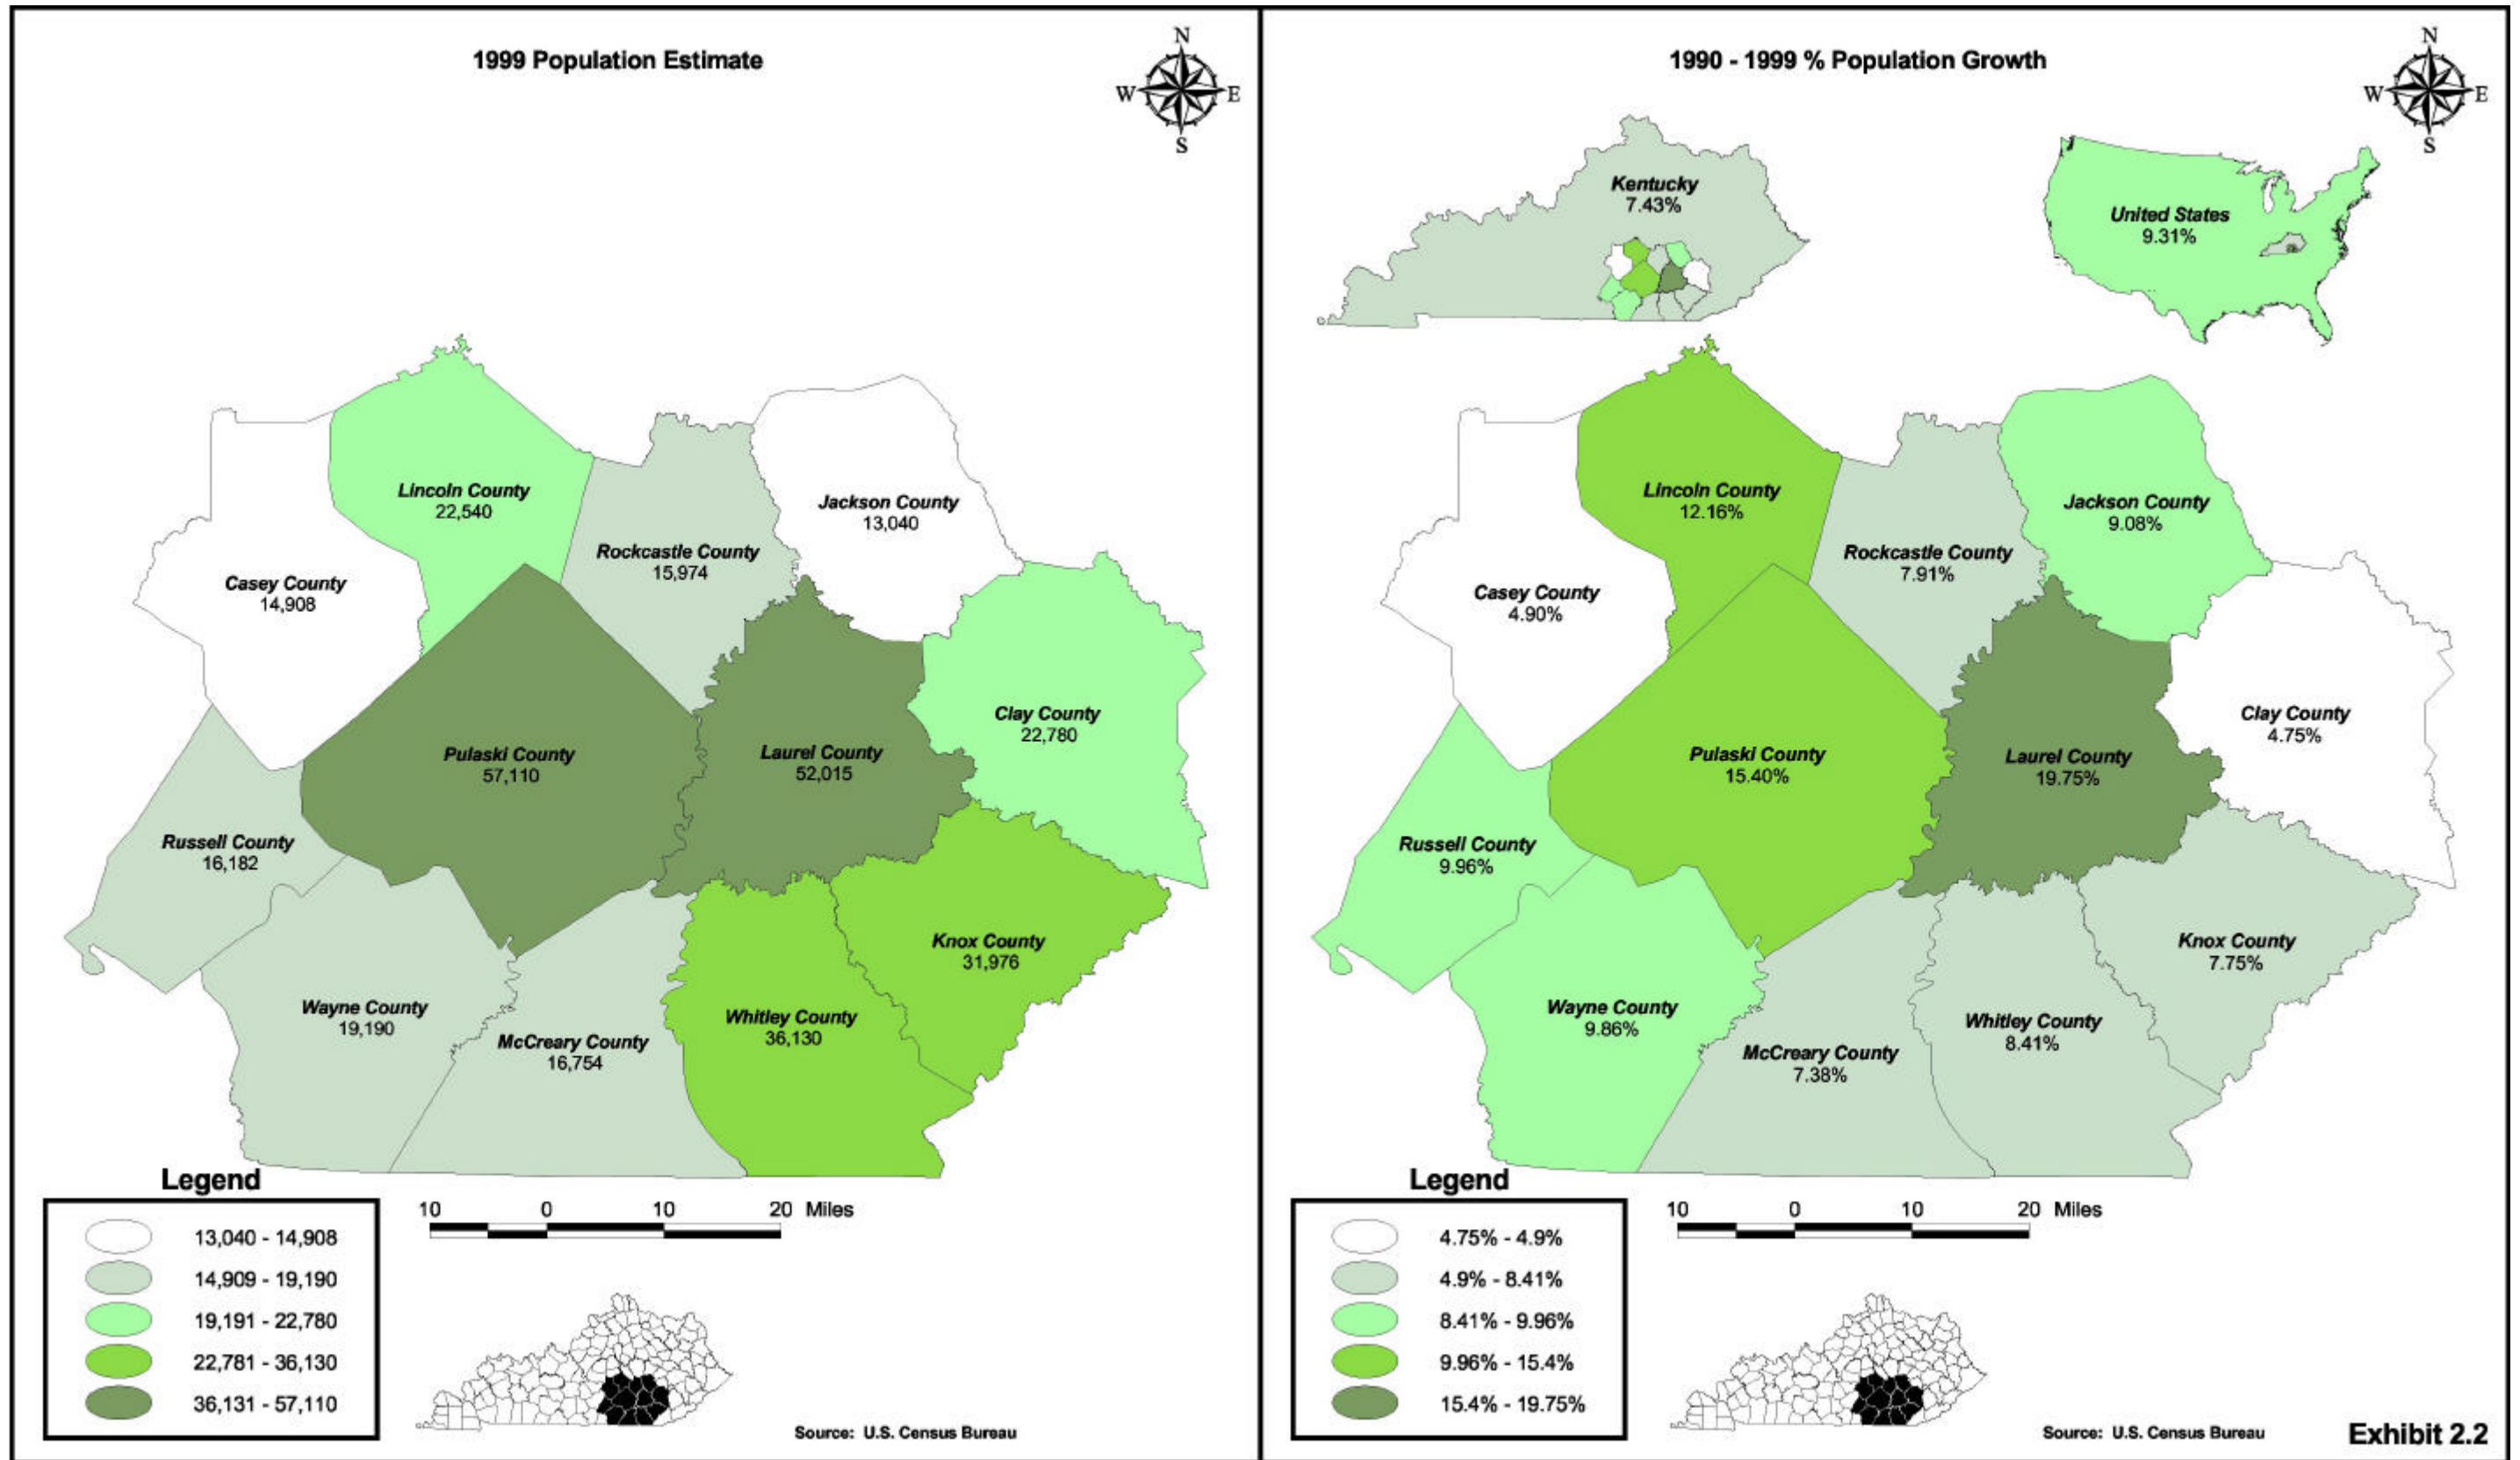 1999 Population Estimate
N
W
E
S
Lincoln County
22,540
Jackson County
13,040
Rockcastle County
15,974
Casey County
14,908
Clay County
22,780
Pulaski County
57,110
Laurel County
52,015
Russell County
16,182
Knox County
31,976
Wayne County
19,190
Whitley County
36,130
McCreary County
16,754
Legend
13,040 - 14,908
14,909 - 19,190
19,191 - 22,780
22,781 - 36,130
36,131 - 57,110
10 0 10 20 Miles
Source: U.S. Census Bureau
1990 - 1999 % Population Growth
N
W
E
S
Kentucky
7.43%
United States
9.31%
Lincoln County
12.16%
Jackson County
9.08%
Rockcastle County
7.91%
Casey County
4.90%
Clay County
4.75%
Pulaski County
15.40%
Laurel County
19.75%
Russell County
9.96%
Knox County
7.75%
Wayne County
9.86%
Whitley County
8.41%
McCreary County
7.38%
Legend
4.75% - 4.9%
4.9% - 8.41%
8.41% - 9.96%
9.96% - 15.4%
15.4% - 19.75%
10 0 10 20 Miles
Source: U.S. Census Bureau
Exhibit 2.2